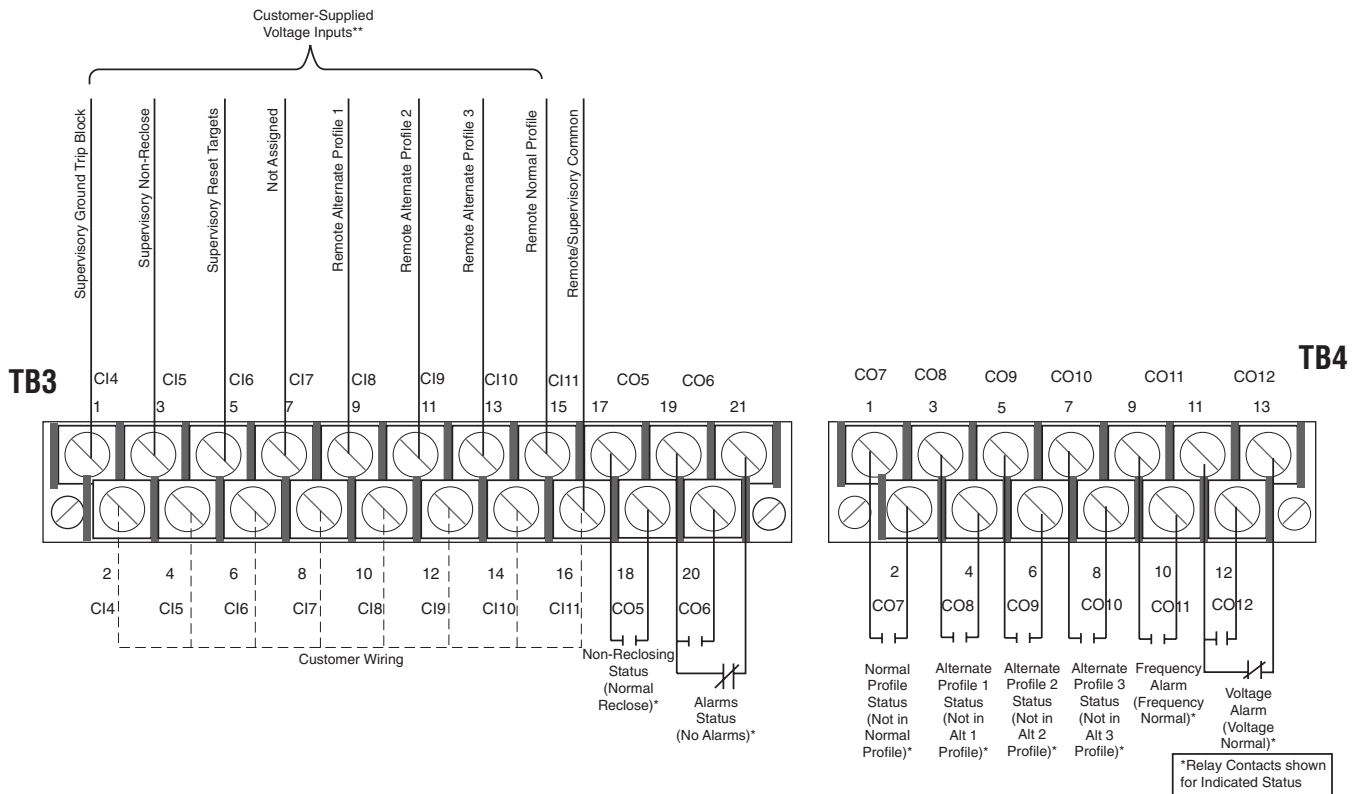 Customer-Supplied
Voltage Inputs**
Supervisory Ground Trip Block
Supervisory Non-Reclose
Supervisory Reset Targets
Not Assigned
Remote Alternate Profile 1
Remote Alternate Profile 2
Remote Alternate Profile 3
Remote Normal Profile
Remote/Supervisory Common
TB3
CI4 CI5 CI6 CI7 CI8 CI9 CI10 CI11 CO5 CO6
1 3 5 7 9 11 13 15 17 19 21
2 4 6 8 10 12 14 16 18 20
CI4 CI5 CI6 CI7 CI8 CI9 CI10 CI11 CO5 CO6
Customer Wiring
Non-Reclosing
Status
(Normal
Reclose)*
Alarms
Status
(No Alarms)*
TB4
CO7 CO8 CO9 CO10 CO11 CO12
1 3 5 7 9 11 13
2 4 6 8 10 12
CO7 CO8 CO9 CO10 CO11 CO12
Normal
Profile
Status
(Not in
Normal
Profile)*
Alternate
Profile 1
Status
(Not in
Alt 1
Profile)*
Alternate
Profile 2
Status
(Not in
Alt 2
Profile)*
Alternate
Profile 3
Status
(Not in
Alt 3
Profile)*
Frequency
Alarm
(Frequency
Normal)*
Voltage
Alarm
(Voltage
Normal)*
*Relay Contacts shown
for Indicated Status